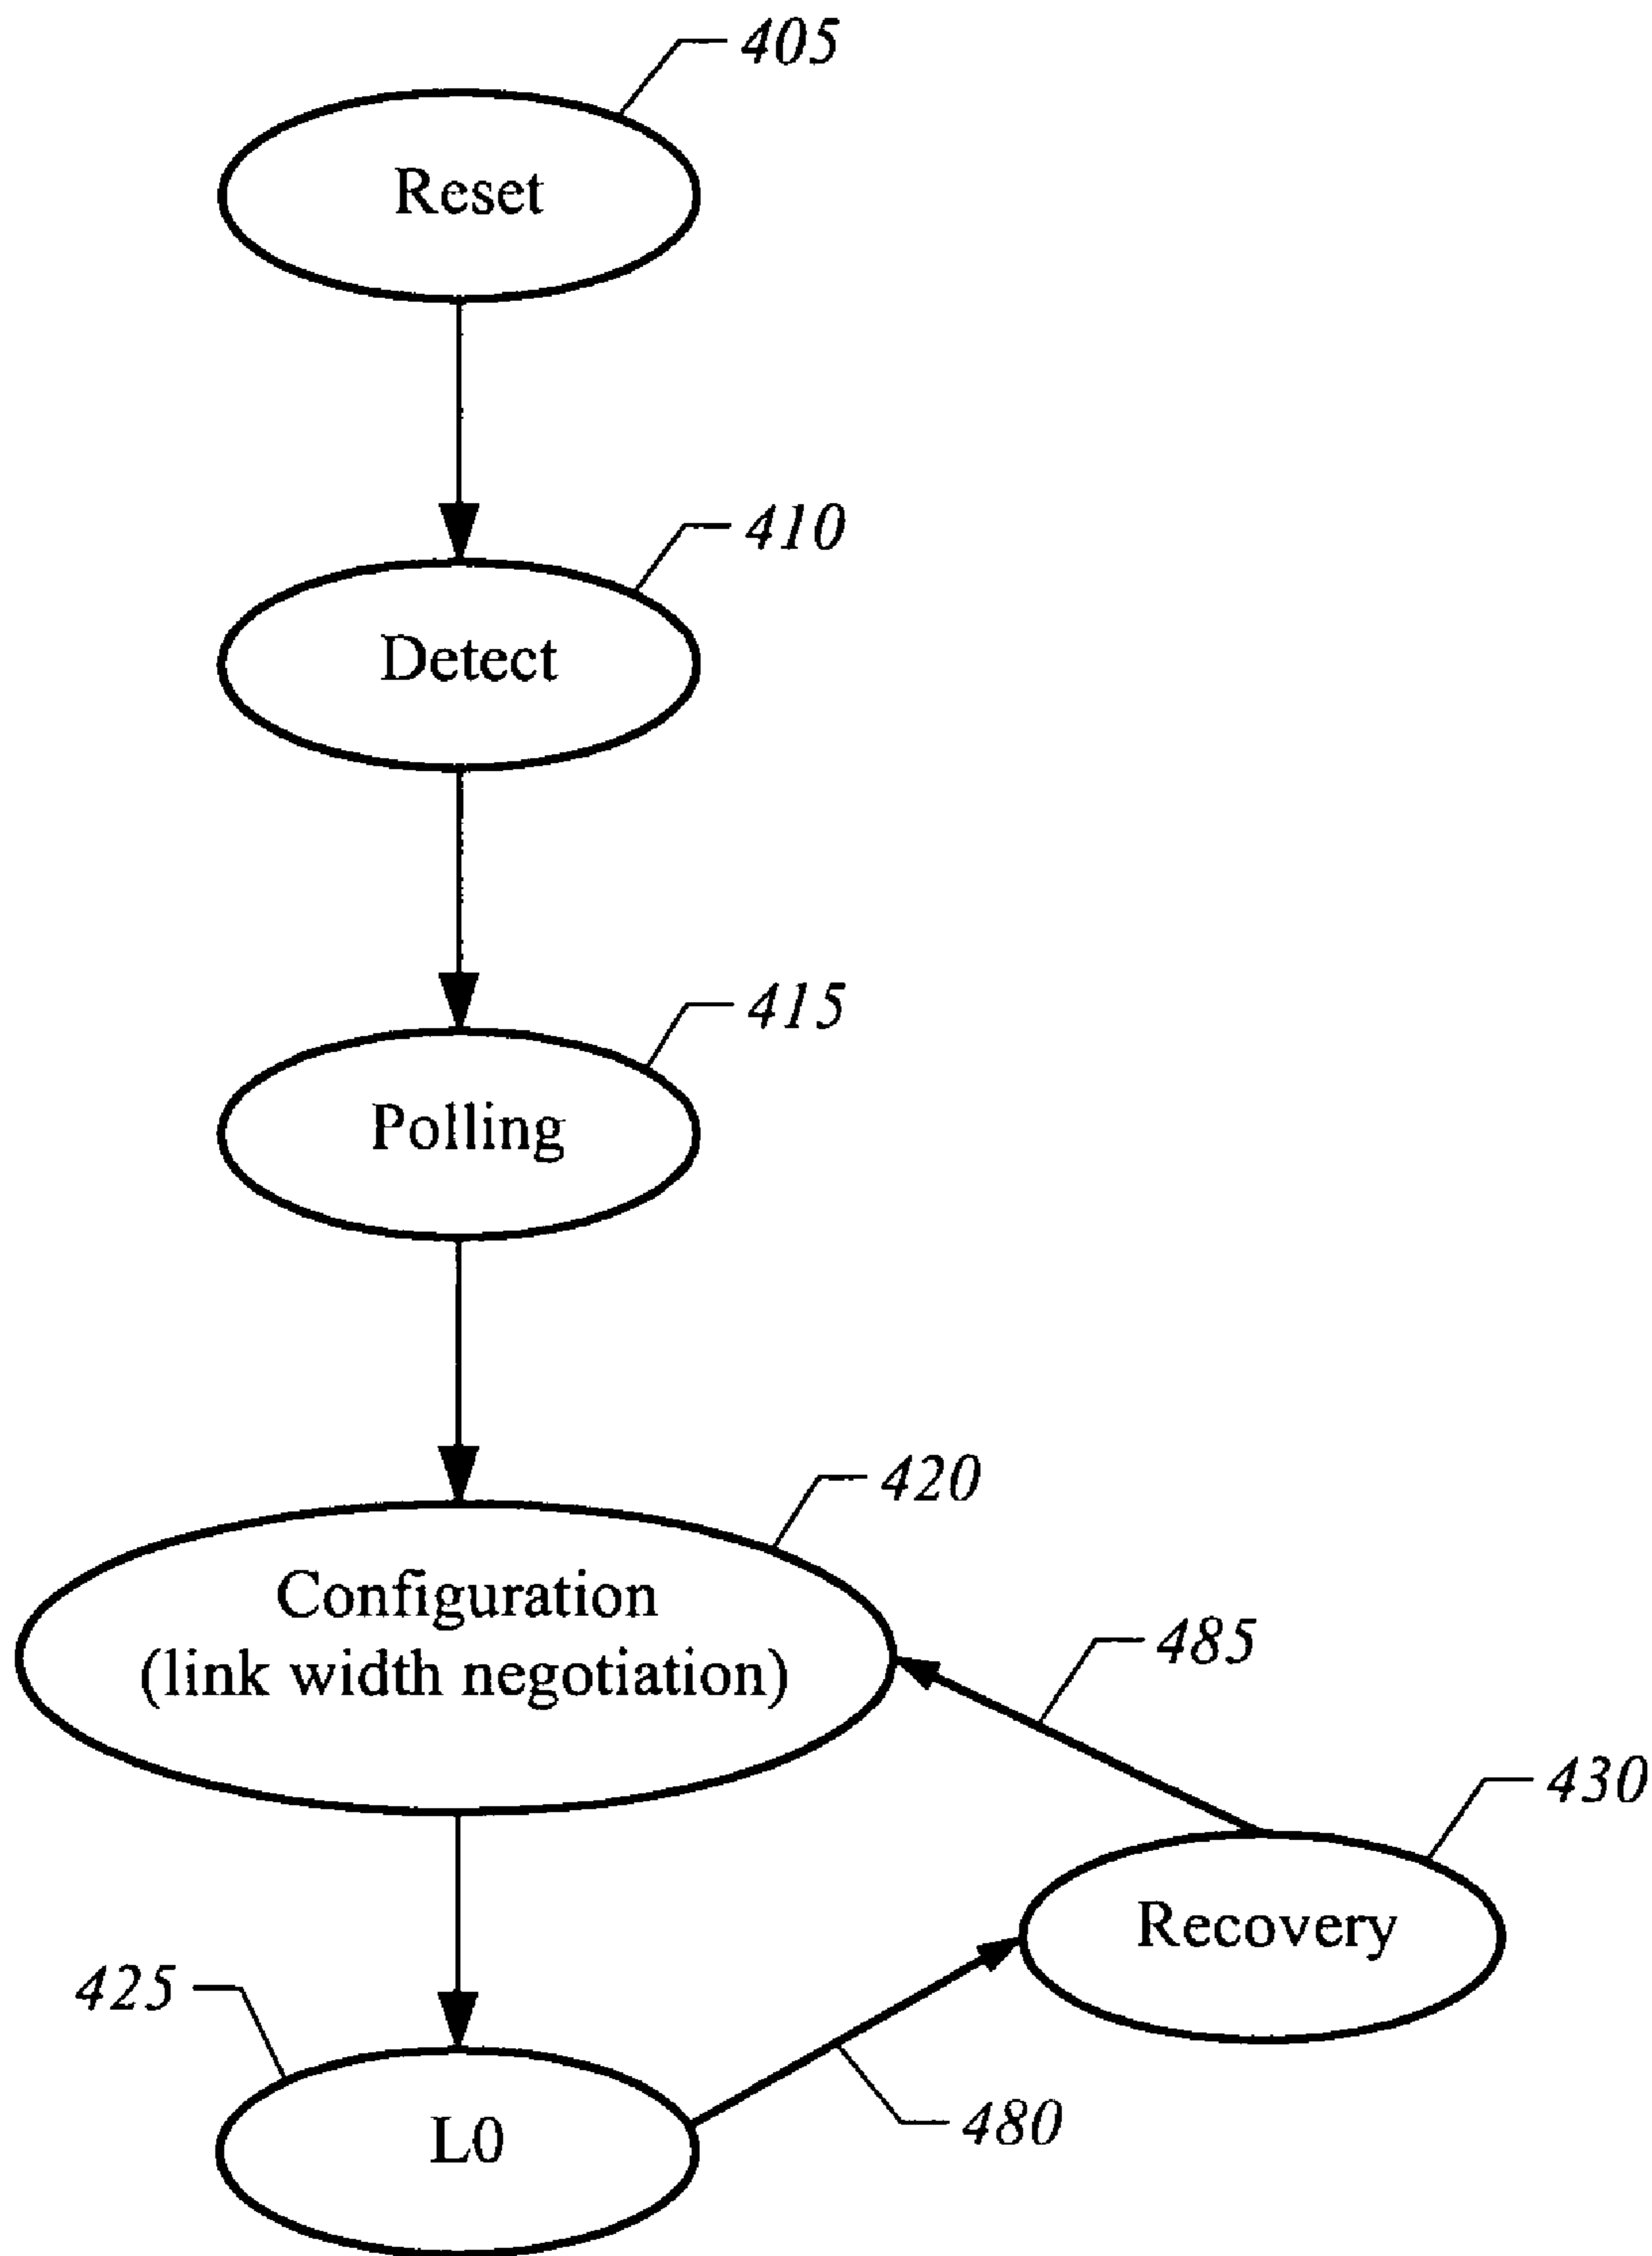 405
Reset
410
Detect
415
Polling
420
Configuration
(link width negotiation)
485
430
Recovery
425
L0
480